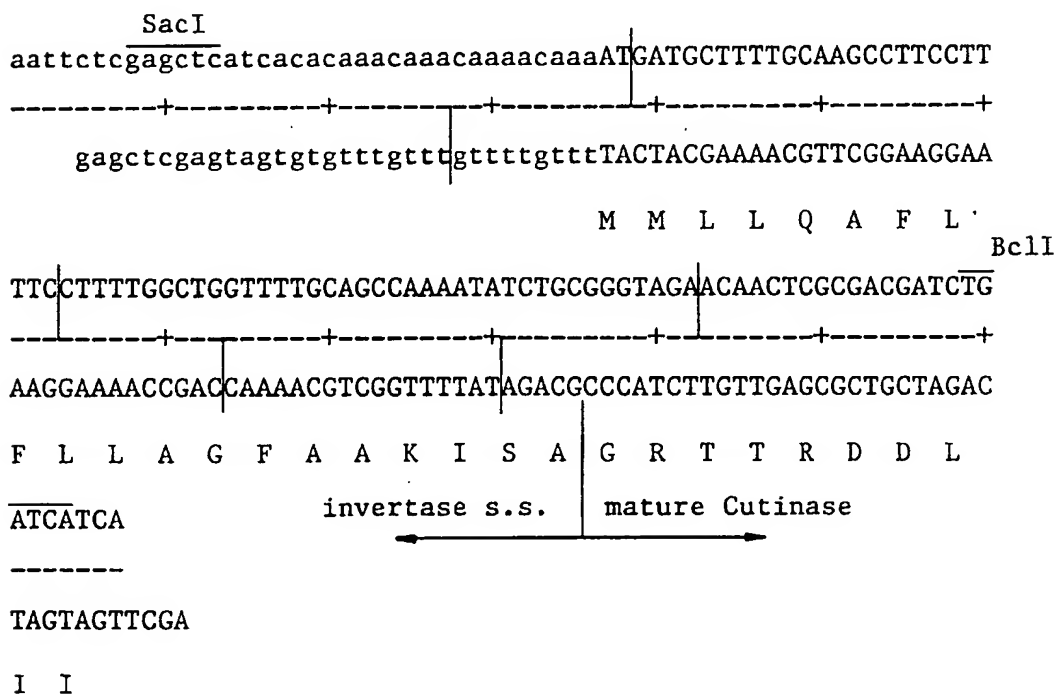 SacI
aattctcgagctcatcacacaaacaaacaaaacaaaATGATGCTTTTGCAAGCCTTCCTT
---------+---------+---------+---------+---------+---------+
gagctcgagtagtgtgtttgtttgttttgtttTACTACGAAAACGTTCGGAAGGAA
M M L L Q A F L
BclI
TTCCTTTTGGCTGGTTTTGCAGCCAAAATATCTGCGGGTAGAACAACTCGCGACGATCTG
---------+---------+---------+---------+---------+---------+
AAGGAAAACCGACCAAAACGTCGGTTTTATAGACGCCCATCTTGTTGAGCGCTGCTAGAC
F L L A G F A A K I S A G R T T R D D L
invertase s.s. mature Cutinase
ATCATCA
-------
TAGTAGTTCGA
I I